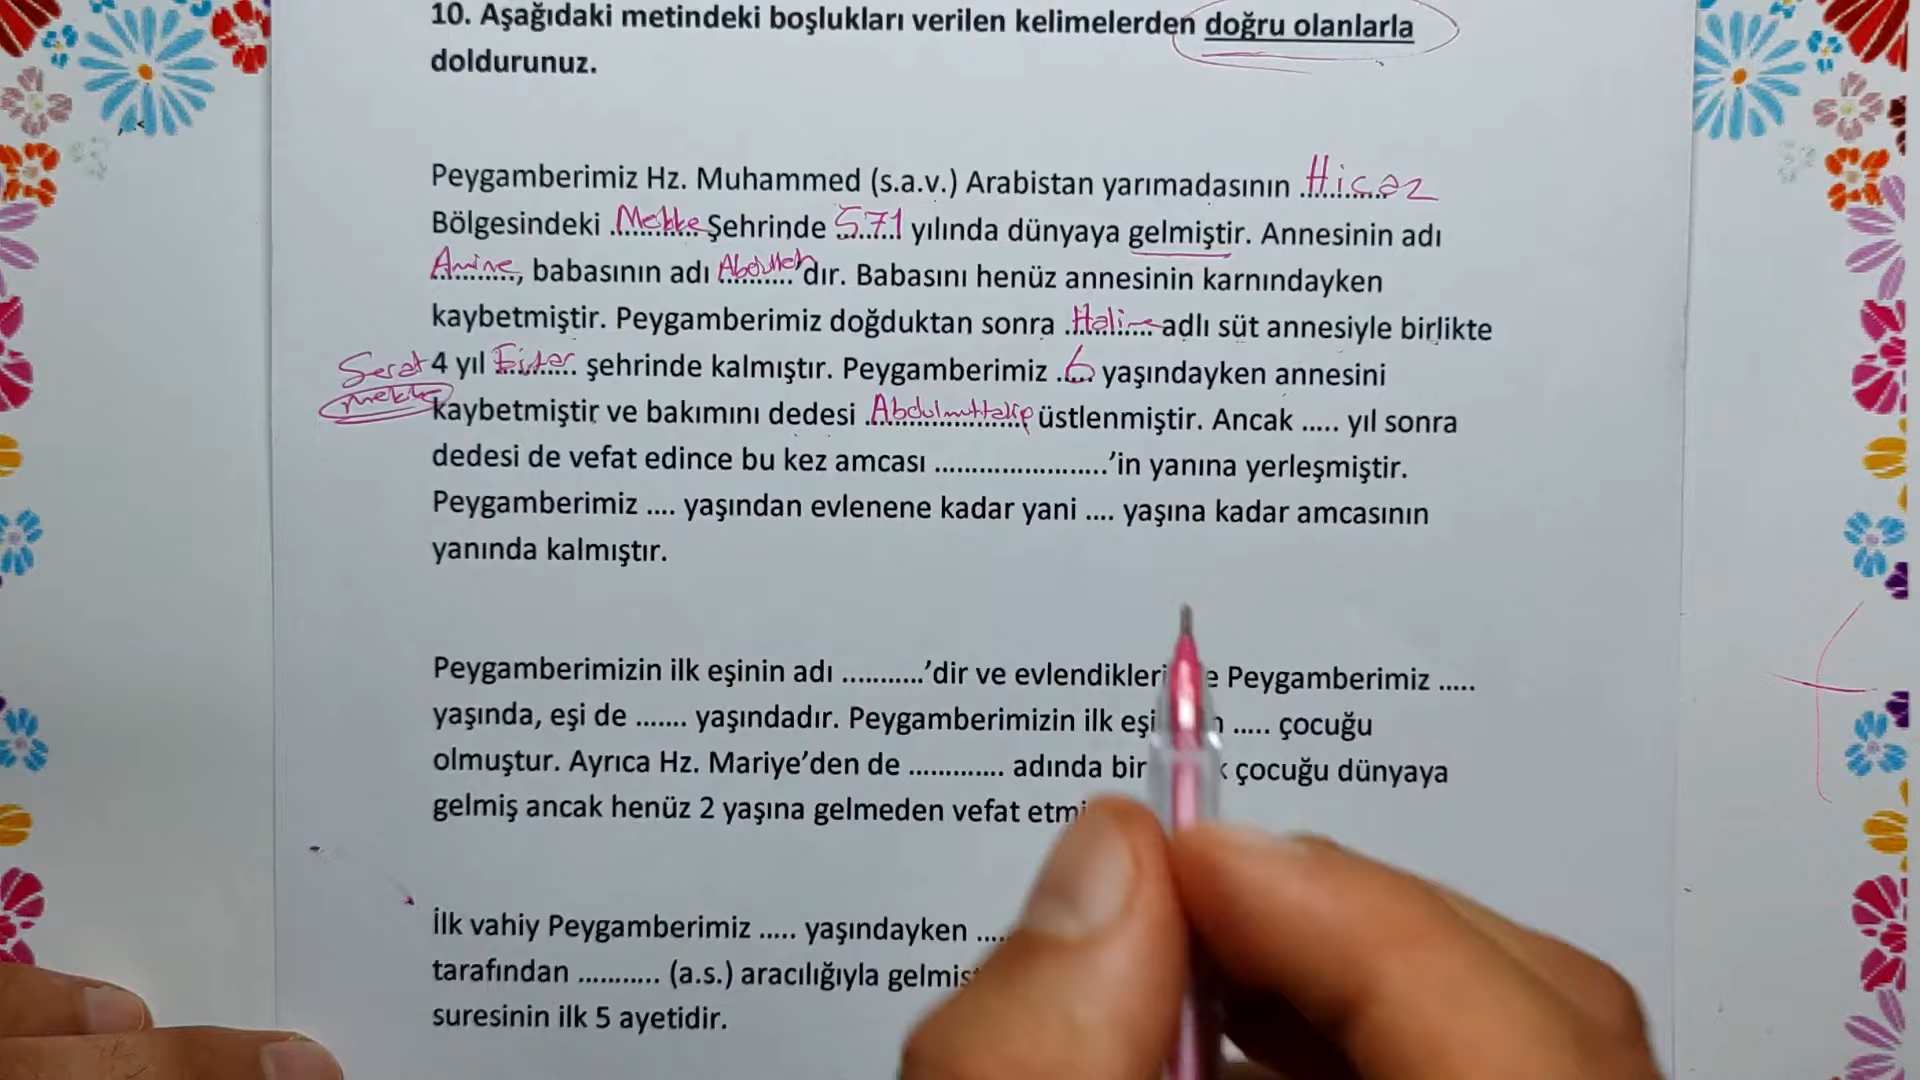 10. Aşağıdaki metindeki boşlukları verilen kelimelerden doğru olanlarla
doldurunuz.
Peygamberimiz Hz. Muhammed (s.a.v.) Arabistan yarımadasının Hicaz
Bölgesindeki Mekke Şehrinde 571 yılında dünyaya gelmiştir. Annesinin adı
Amine, babasının adı Abdullah'dır. Babasını henüz annesinin karnındayken
kaybetmiştir. Peygamberimiz doğduktan sonra Halime adlı süt annesiyle birlikte
4 yıl şehrinde kalmıştır. Peygamberimiz 6 yaşındayken annesini
mekke
kaybetmiştir ve bakımını dedesi Abdulmuttalip üstlenmiştir. Ancak ..... yıl sonra
dedesi de vefat edince bu kez amcası .......................'in yanına yerleşmiştir.
Peygamberimiz .... yaşından evlenene kadar yani .... yaşına kadar amcasının
yanında kalmıştır.
Peygamberimizin ilk eşinin adı ...........'dir ve evlendikleri e Peygamberimiz .....
yaşında, eşi de ....... yaşındadır. Peygamberimizin ilk eşi n ..... çocuğu
olmuştur. Ayrıca Hz. Mariye'den de ............. adında bir k çocuğu dünyaya
gelmiş ancak henüz 2 yaşına gelmeden vefat etmi
İlk vahiy Peygamberimiz ..... yaşındayken ....
tarafından ........... (a.s.) aracılığıyla gelmiş
suresinin ilk 5 ayetidir.